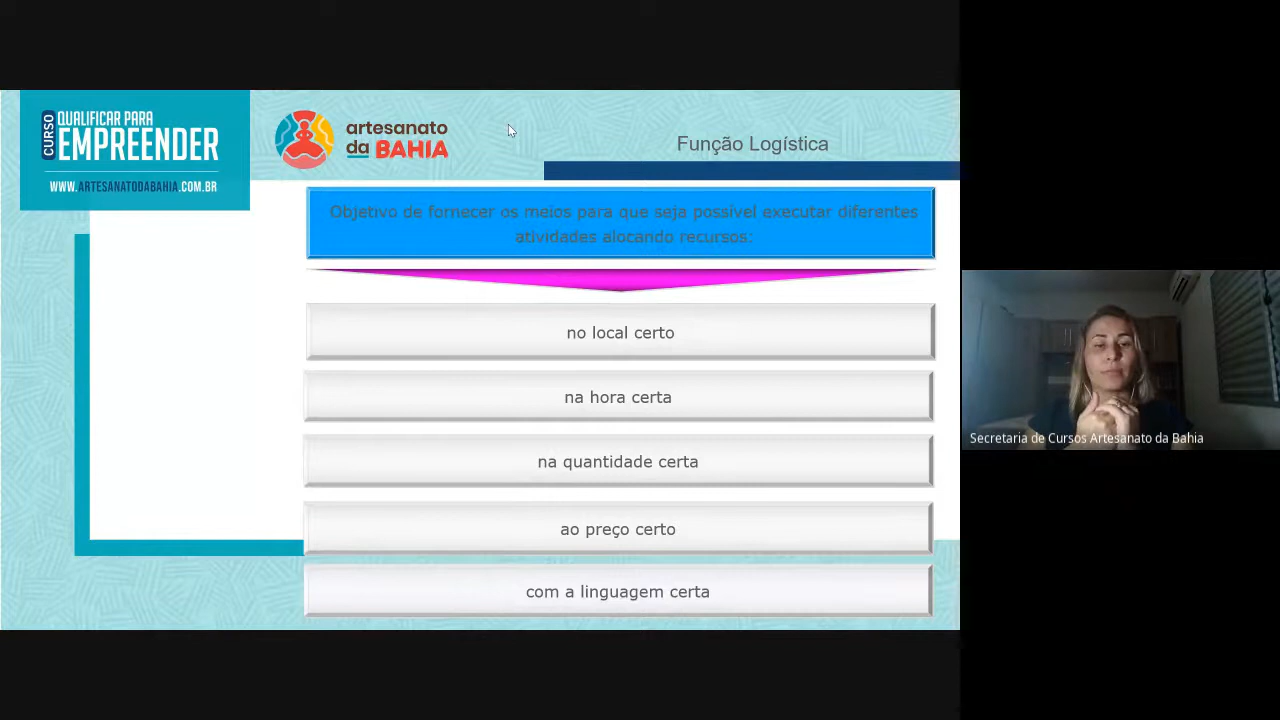 CURSO
QUALIFICAR PARA
EMPREENDER
WWW.ARTESANATODABAHIA.COM.BR
artesanato
da BAHIA
Função Logística
Objetivo de fornecer os meios para que seja possível executar diferentes
atividades alocando recursos:
no local certo
na hora certa
na quantidade certa
ao preço certo
com a linguagem certa
Secretaria de Cursos Artesanato da Bahia